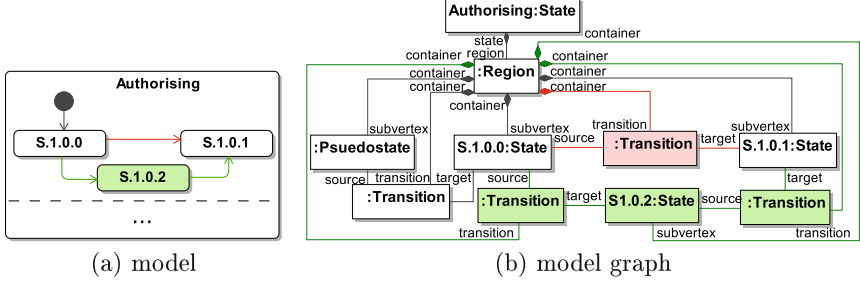 Authorising
S.1.0.0
S.1.0.1
S.1.0.2
...
(a) model
Authorising:State
state
region
container
container
container
container
container
container
container
container
:Region
subvertex
:Psuedostate
source
transition
:Transition
target
subvertex
S.1.0.0:State
source
source
transition
:Transition
target
subvertex
S.1.0.1:State
target
:Transition
transition
target
S1.0.2:State
subvertex
source
:Transition
transition
(b) model graph